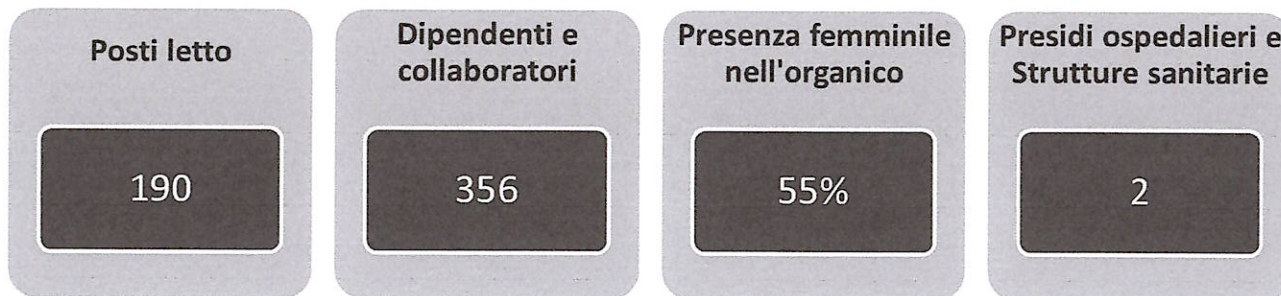 Posti letto
190
Dipendenti e
collaboratori
356
Presenza femminile
nell'organico
55%
Presidi ospedalieri e
Strutture sanitarie
2